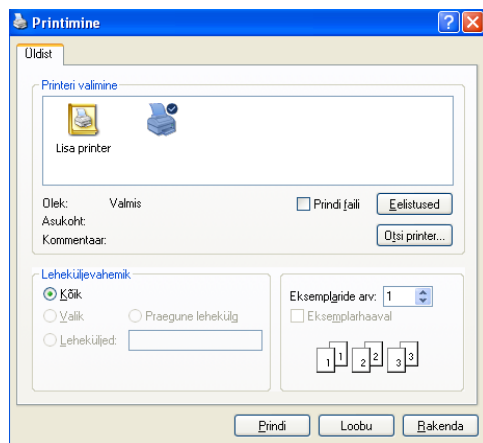 Printimine
Üldist
Printeri valimine
Lisa printer
Olek: Valmis
Asukoht:
Kommentaar:
Prindi faili
Eelistused
Otsi printer...
Leheküljevahemik
Kõik
Valik Praegune lehekülg
Leheküljed:
Eksemplaride arv: 1
Eksemplarhaaval
1 1 2 2 3 3
Prindi Loobu Rakenda